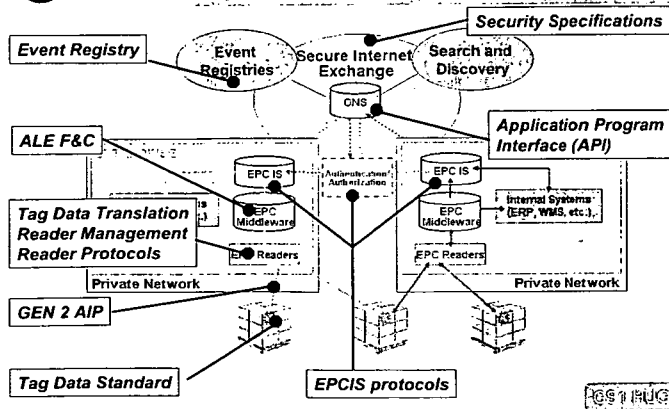 Security Specifications
Event Registry
Event
Registries
Secure Internet
Exchange
Search and
Discovery
ONS
ALE F&C
Application Program
Interface (API)
EPC IS
Authentication/
Authorization
EPC IS
Tag Data Translation
Reader Management
Reader Protocols
EPC
Middleware
EPC
Middleware
Internal Systems
(ERP, WMS, etc.)
EPC Readers
EPC Readers
Private Network
Private Network
GEN 2 AIP
Tag Data Standard
EPCIS protocols